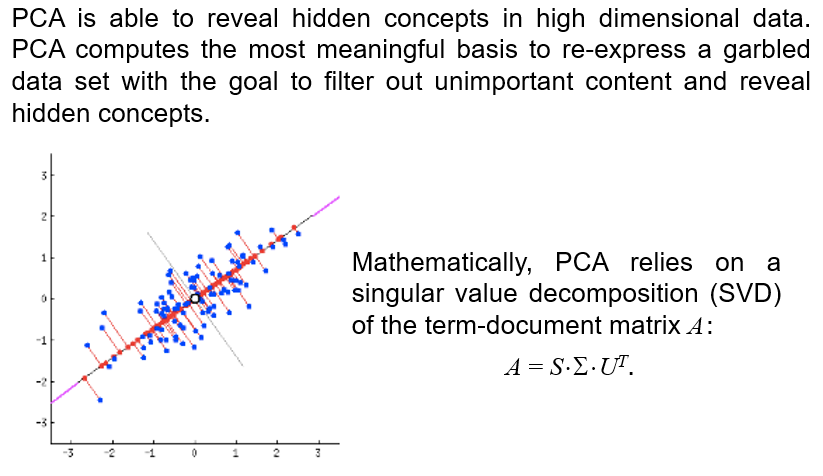 PCA is able to reveal hidden concepts in high dimensional data.
PCA computes the most meaningful basis to re-express a garbled
data set with the goal to filter out unimportant content and reveal
hidden concepts.
3
2
1
0
-1
-2
-3
-3 -2 -1 0 1 2 3
Mathematically, PCA relies on a
singular value decomposition (SVD)
of the term-document matrix A:
A = S·Σ·Uᵀ.